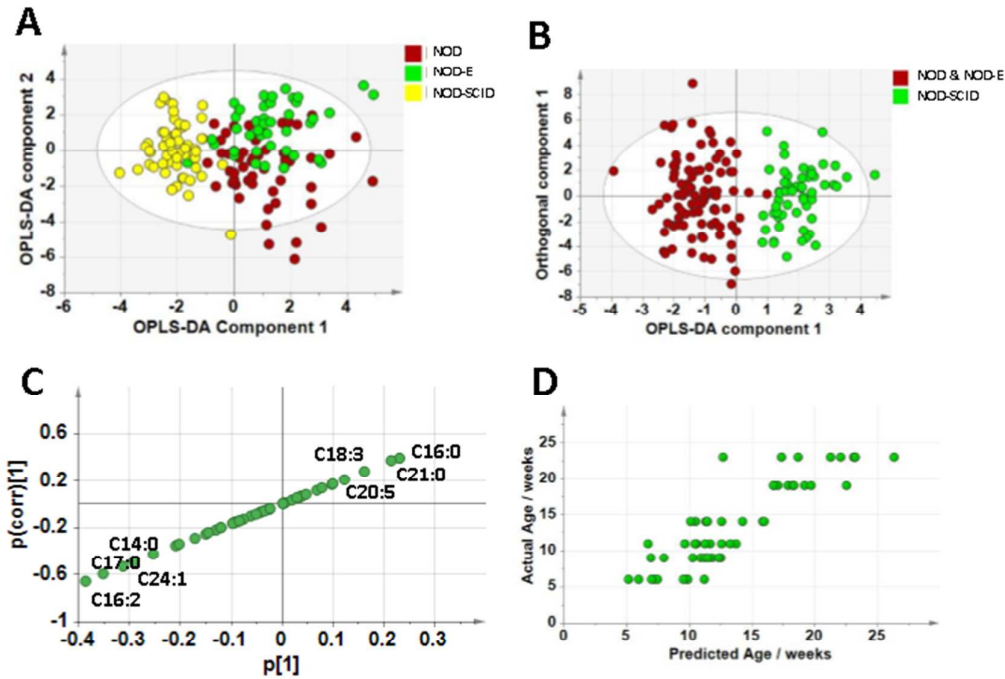 A
OPLS-DA component 2
4
2
0
-2
-4
-6
-8
-6
-4
-2
0
2
4
OPLS-DA Component 1
NOD
NOD-E
NOD-SCID
B
Orthogonal component 1
8
6
4
2
0
-2
-4
-6
-8
-5
-4
-3
-2
-1
0
1
2
3
4
5
OPLS-DA component 1
NOD & NOD-E
NOD-SCID
C
p(corr)[1]
0.6
0.2
-0.2
-0.6
-1
-0.4
-0.3
-0.2
-0.1
0
0.1
0.2
0.3
p[1]
C18:3
C16:0
C21:0
C20:5
C14:0
C17:0
C24:1
C16:2
D
Actual Age / weeks
25
20
15
10
5
0
0
5
10
15
20
25
Predicted Age / weeks